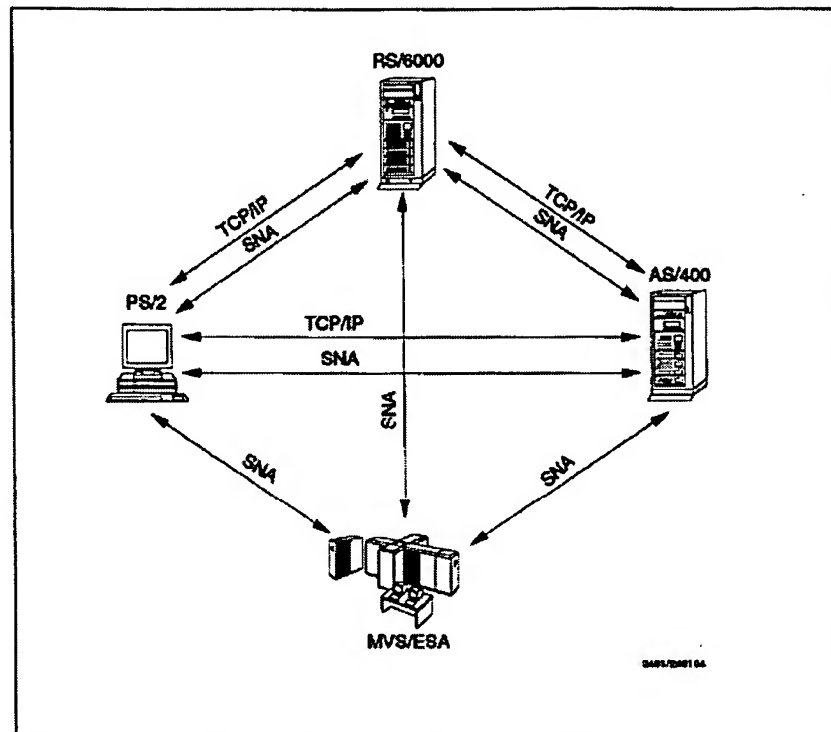 RS/6000
TCP/IP
SNA
TCP/IP
SNA
PS/2
AS/400
TCP/IP
SNA
SNA
SNA
SNA
MVS/ESA